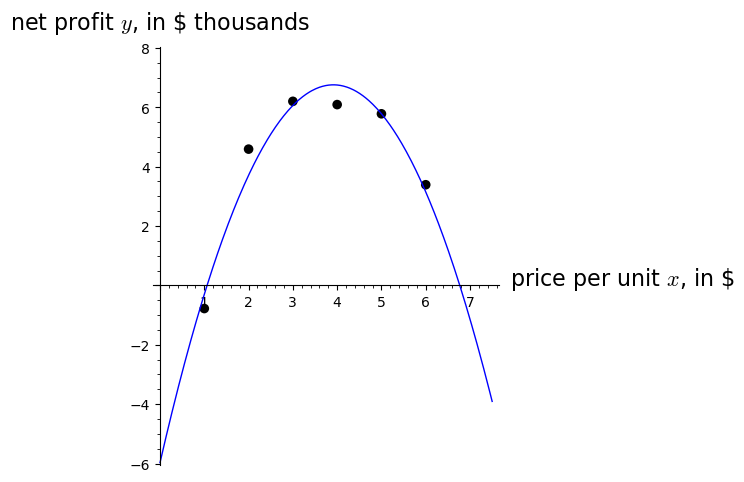 net profit y, in $ thousands
8
6
4
2
price per unit x, in $
1 2 3 4 5 6 7
−2
−4
−6